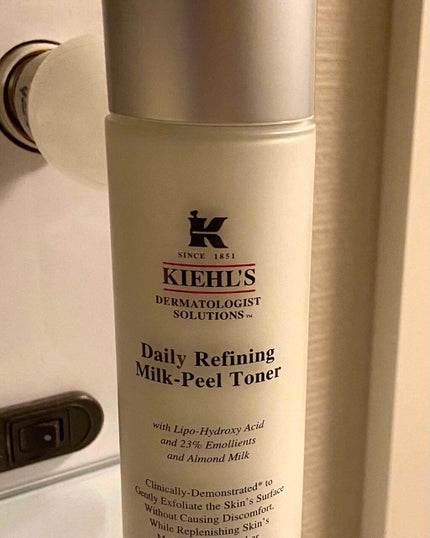 SINCE 1851
KIEHL'S
DERMATOLOGIST
SOLUTIONS™
Daily Refining
Milk-Peel Toner
with Lipo-Hydroxy Acid
and 23% Emollients
and Almond Milk
Clinically-Demonstrated* to
Gently Exfoliate the Skin's Surface
Without Causing Discomfort.
While Replenishing Skin's